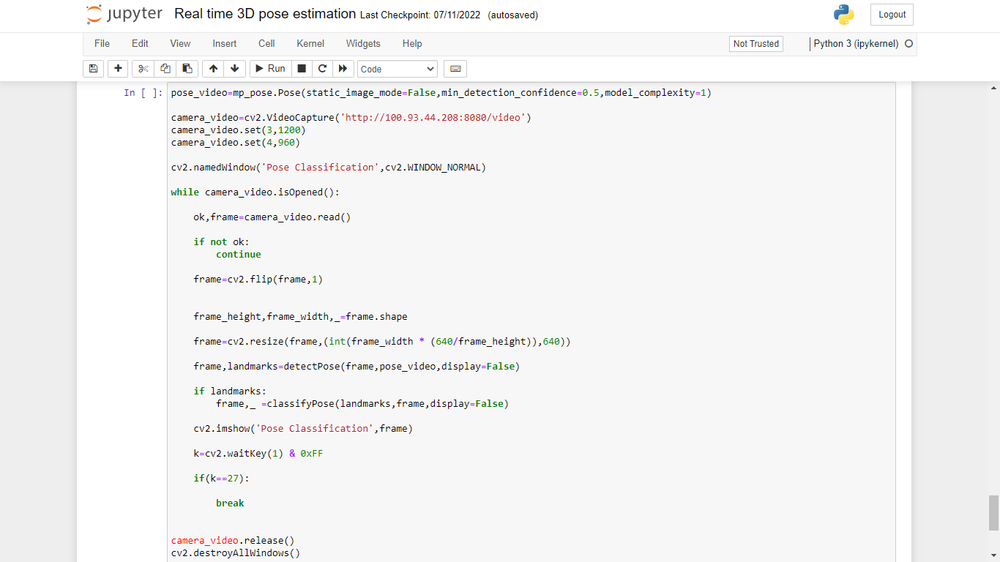 jupyter Real time 3D pose estimation Last Checkpoint: 07/11/2022 (autosaved) Logout
File Edit View Insert Cell Kernel Widgets Help Not Trusted Python 3 (ipykernel)
Run Code
In [ ]: pose_video=mp_pose.Pose(static_image_mode=False,min_detection_confidence=0.5,model_complexity=1)
camera_video=cv2.VideoCapture('http://100.93.44.208:8080/video')
camera_video.set(3,1200)
camera_video.set(4,960)
cv2.namedWindow('Pose Classification',cv2.WINDOW_NORMAL)
while camera_video.isOpened():
ok,frame=camera_video.read()
if not ok:
continue
frame=cv2.flip(frame,1)
frame_height,frame_width,_=frame.shape
frame=cv2.resize(frame,(int(frame_width * (640/frame_height)),640))
frame,landmarks=detectPose(frame,pose_video,display=False)
if landmarks:
frame,_ =classifyPose(landmarks,frame,display=False)
cv2.imshow('Pose Classification',frame)
k=cv2.waitKey(1) & 0xFF
if(k==27):
break
camera_video.release()
cv2.destroyAllWindows()